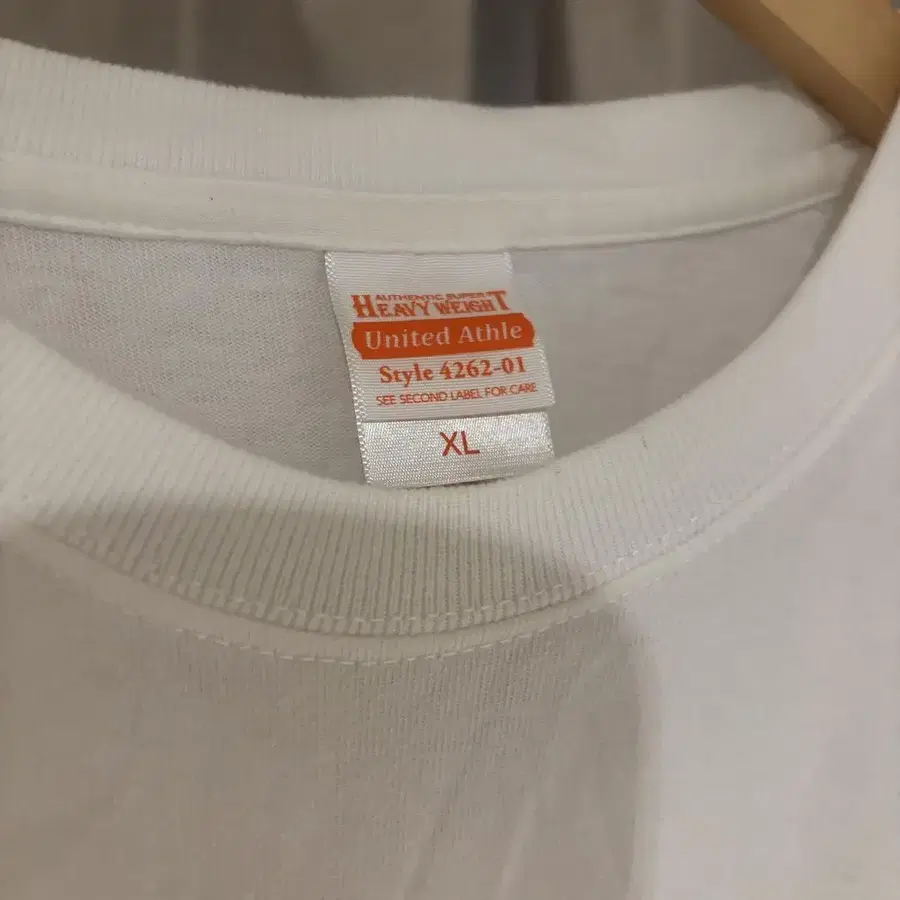 AUTHENTIC SUPER
HEAVY WEIGHT
United Athle
Style 4262-01
SEE SECOND LABEL FOR CARE
XL